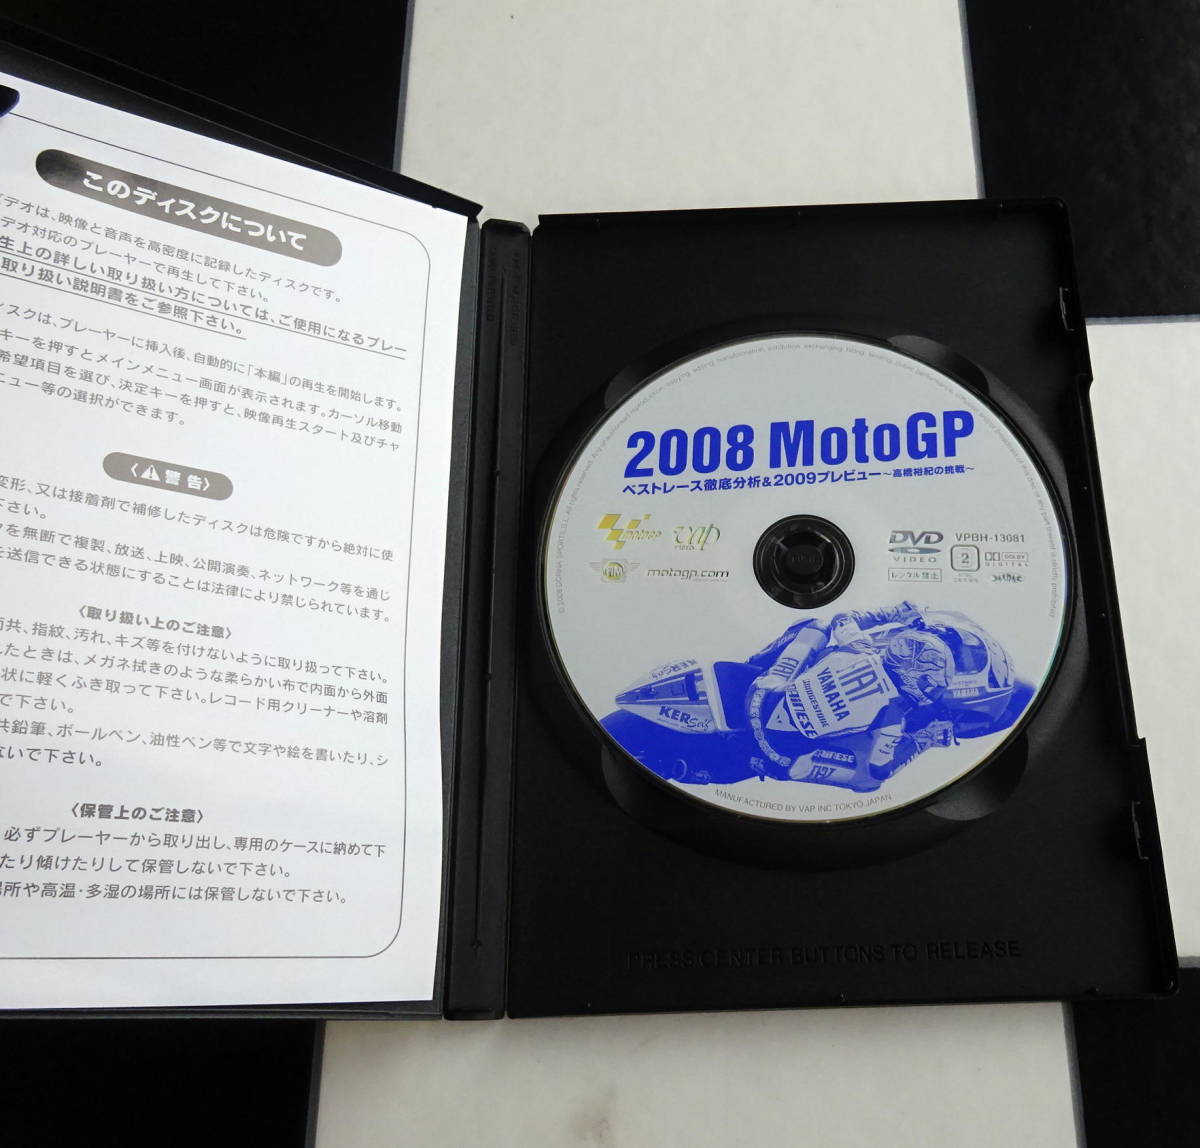 このディスクについて
デオは、映像と音声を高密度に記録したディスクです。
デオ対応のプレーヤーで再生して下さい。
生上の詳しい取り扱い方については、ご使用になるプレー
取り扱い説明書をご参照下さい。
ィスクは、プレーヤーに挿入後、自動的に「本編」の再生を開始します。
キーを押すとメインメニュー画面が表示されます。カーソル移動
希望項目を選び、決定キーを押すと、映像再生スタート及びチャ
ニュー等の選択ができます。
〈警告〉
変形、又は接着剤で補修したディスクは危険ですから絶対に使
下さい。
を無断で複製、放送、上映、公開演奏、ネットワーク等を通じ
を送信できる状態にすることは法律により禁じられています。
〈取り扱い上のご注意〉
面共、指紋、汚れ、キズ等を付けないように取り扱って下さい。
したときは、メガネ拭きのような柔らかい布で内面から外面
状に軽くふき取って下さい。レコード用クリーナーや溶剤
で下さい。
共鉛筆、ボールペン、油性ペン等で文字や絵を書いたり、シ
ないで下さい。
〈保管上のご注意〉
必ずプレーヤーから取り出し、専用のケースに納めて下
たり傾けたりして保管しないで下さい。
場所や高温・多湿の場所には保管しないで下さい。
2008 MotoGP
ベストレース徹底分析&2009プレビュー〜高橋裕紀の挑戦〜
motoGP
vap
VIDEO
motogp.com
DVD
VIDEO
VPBH-13081
2
DOLBY
DIGITAL
レンタル禁止
KERSelf
FIAT
YAMAHA
BRIDGESTONE
DAINESE
YAMAHA
MANUFACTURED BY VAP INC TOKYO JAPAN
PRESS CENTER BUTTONS TO RELEASE